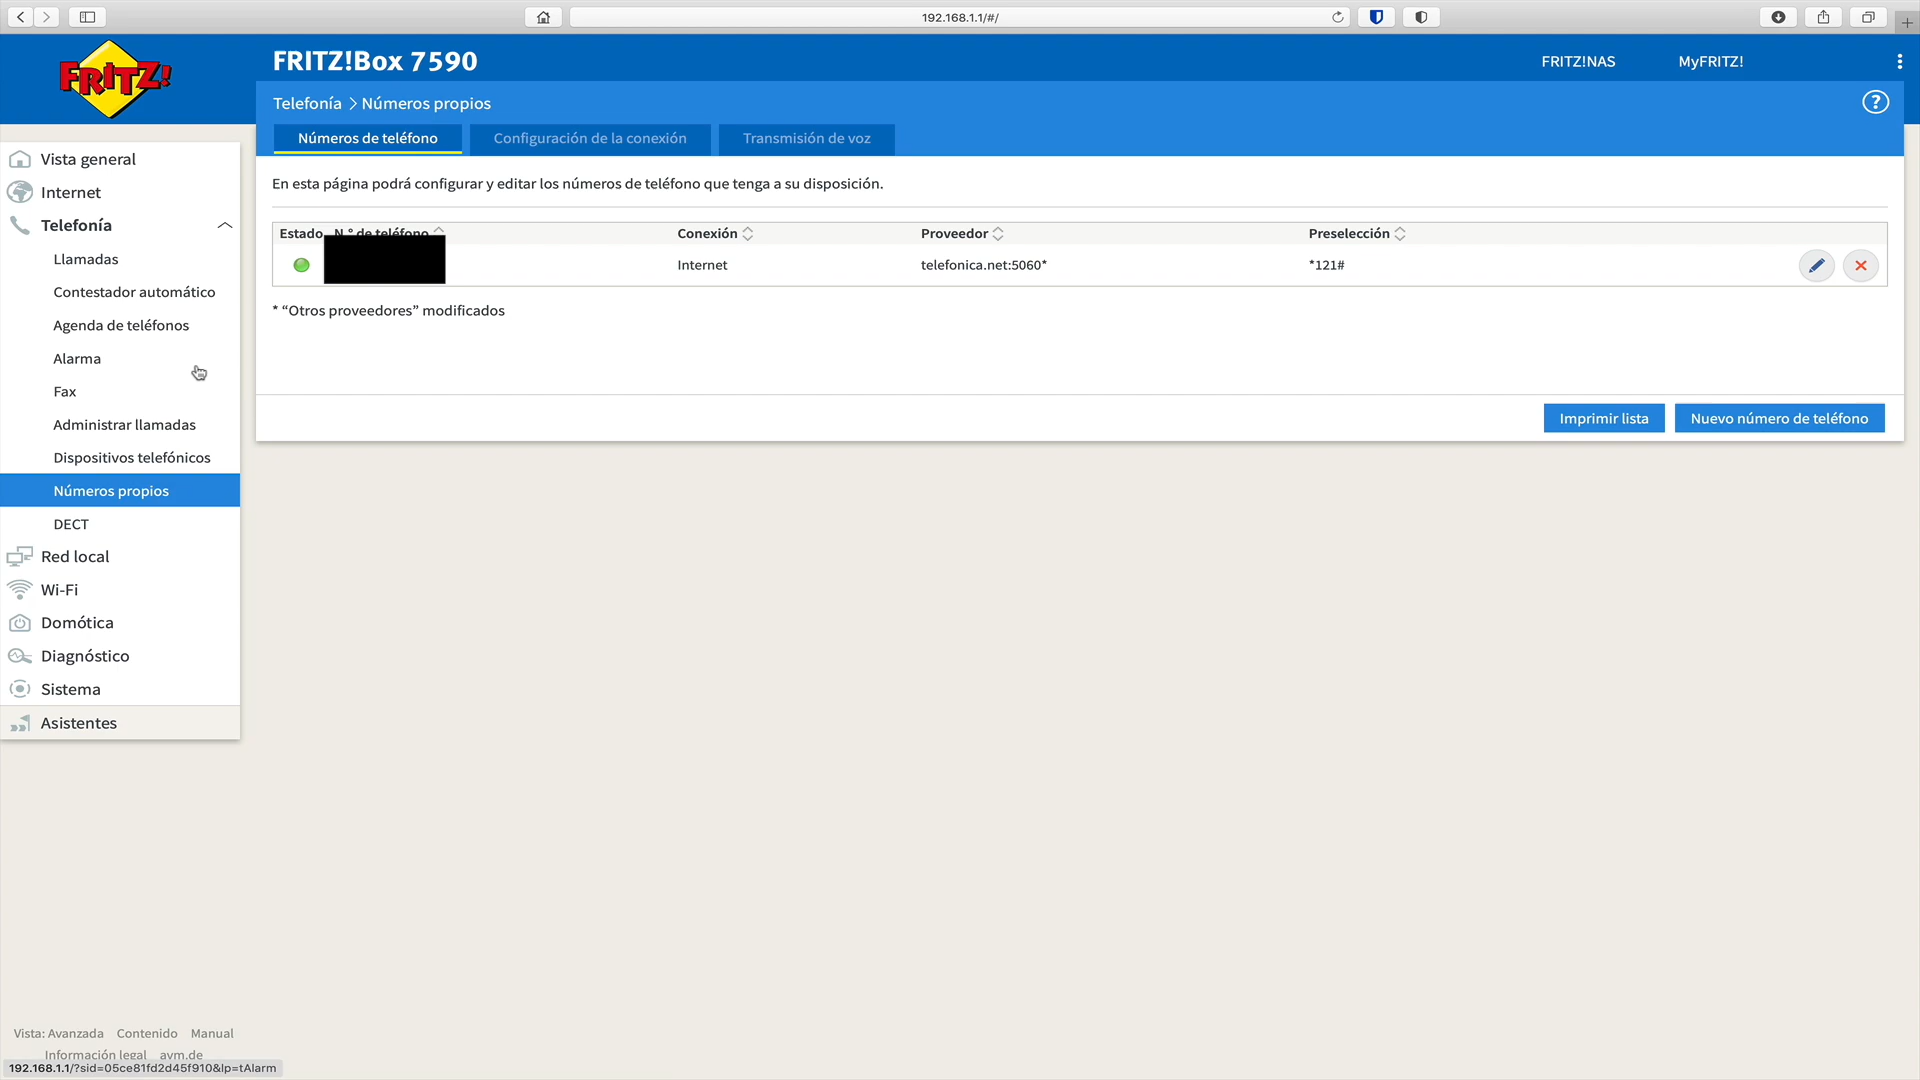 192.168.1.1/#/
FRITZ!
FRITZ!Box 7590
FRITZ!NAS
MyFRITZ!
Telefonía > Números propios
?
Números de teléfono
Configuración de la conexión
Transmisión de voz
Vista general
Internet
Telefonía
Llamadas
Contestador automático
Agenda de teléfonos
Alarma
Fax
Administrar llamadas
Dispositivos telefónicos
Números propios
DECT
Red local
Wi-Fi
Domótica
Diagnóstico
Sistema
Asistentes
En esta página podrá configurar y editar los números de teléfono que tenga a su disposición.
Estado N.º de teléfono Conexión Proveedor Preselección
Internet telefonica.net:5060* *121#
* “Otros proveedores” modificados
Imprimir lista
Nuevo número de teléfono
Vista: Avanzada Contenido Manual
Información legal avm.de
192.168.1.1/?sid=05ce81fd2d45f910&lp=tAlarm